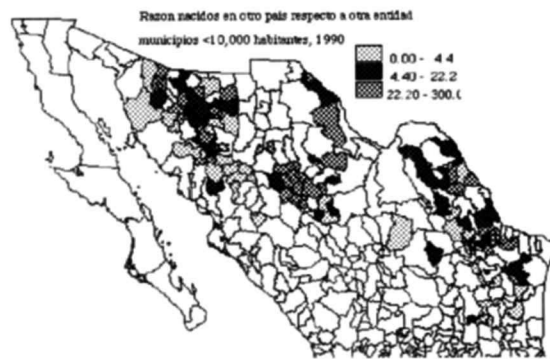 Razon nacidos en otro pais respecto a otra entidad
municipios <10,000 habitantes, 1990
0.00 - 4.4
4.40 - 22.2
22.20 - 300.0